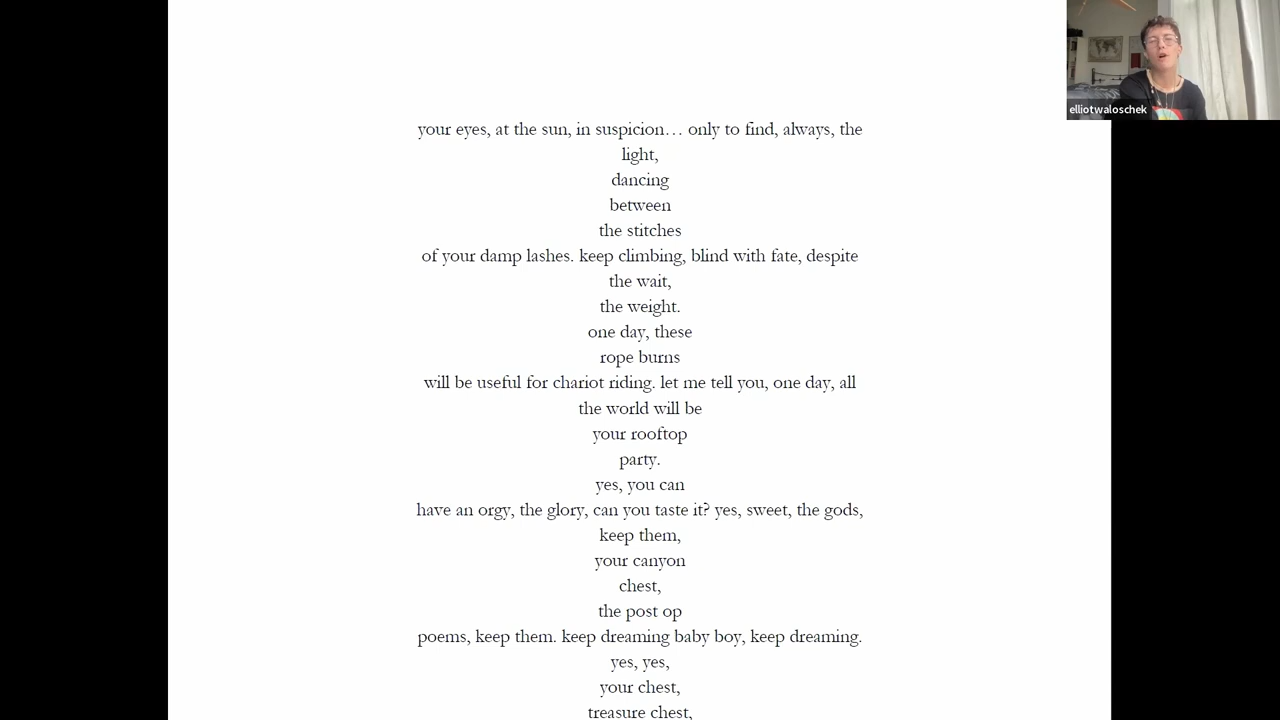 your eyes, at the sun, in suspicion… only to find, always, the
light,
dancing
between
the stitches
of your damp lashes. keep climbing, blind with fate, despite
the wait,
the weight.
one day, these
rope burns
will be useful for chariot riding. let me tell you, one day, all
the world will be
your rooftop
party.
yes, you can
have an orgy, the glory, can you taste it? yes, sweet, the gods,
keep them,
your canyon
chest,
the post op
poems, keep them. keep dreaming baby boy, keep dreaming.
yes, yes,
your chest,
treasure chest,
elliotwaloschek